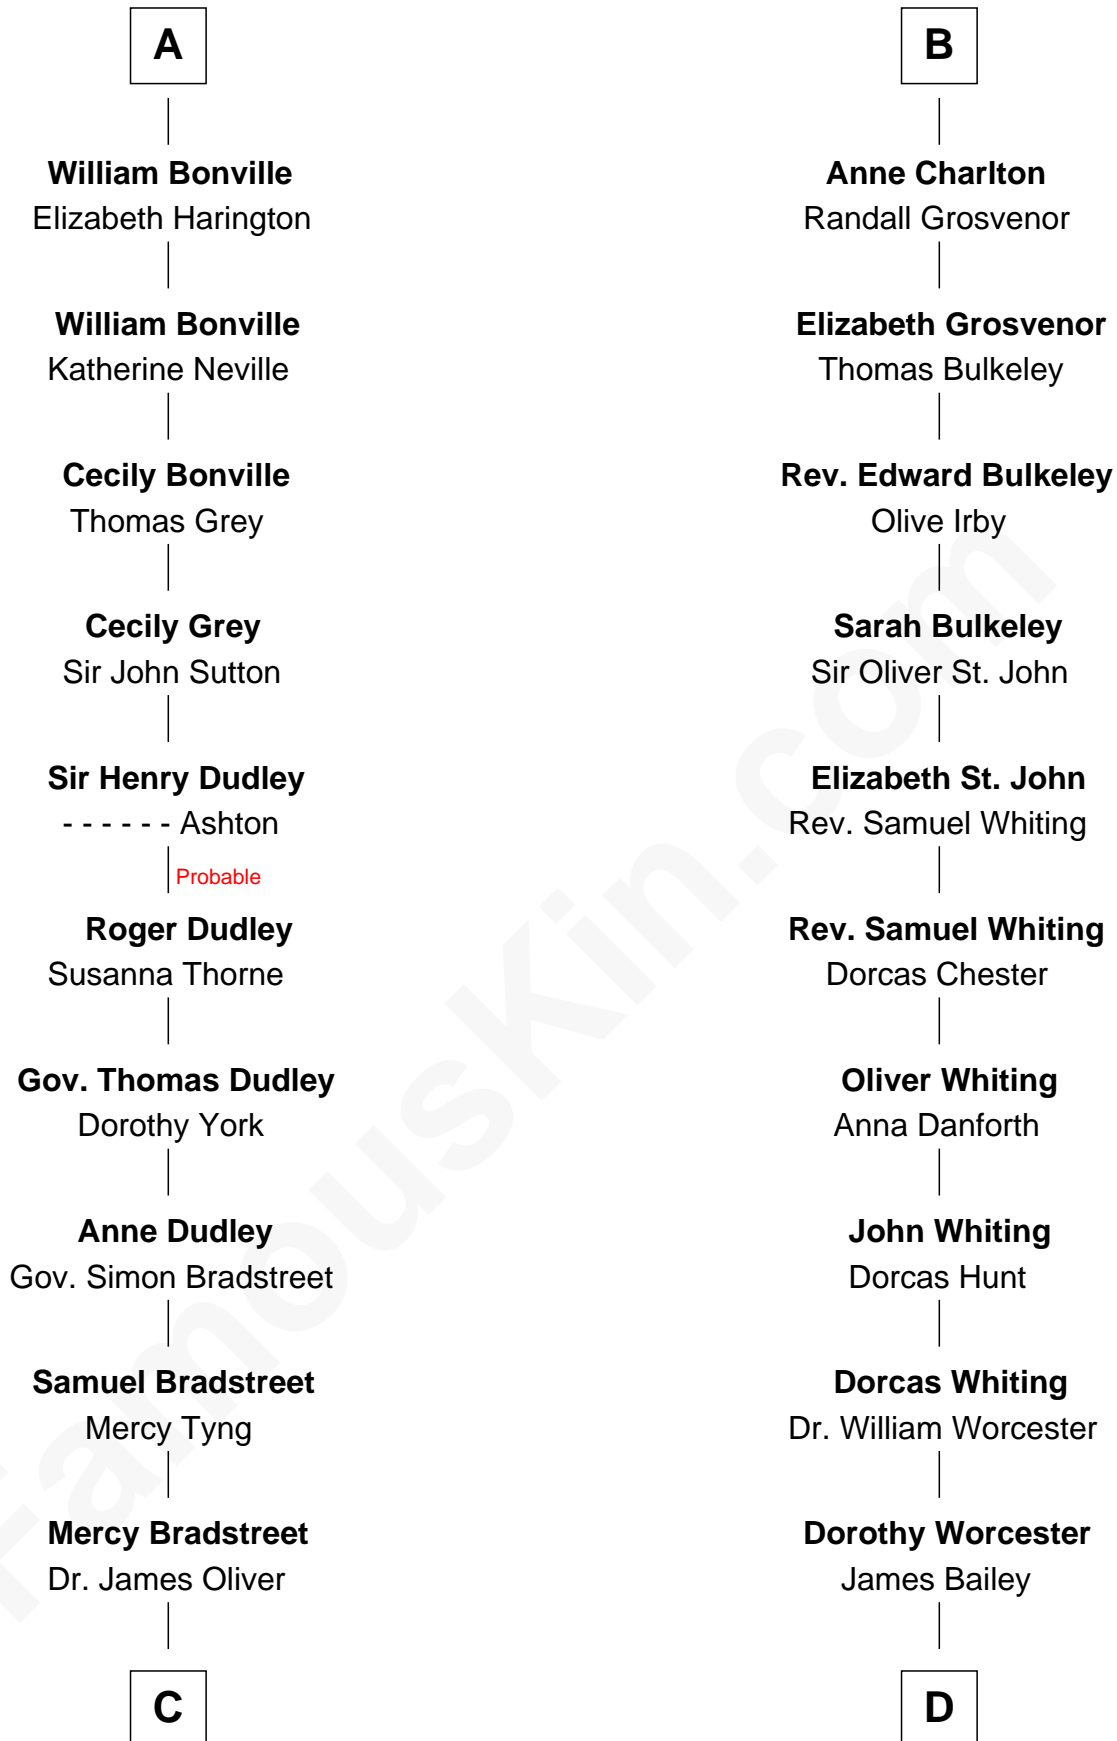 A
William Bonville
Elizabeth Harington
William Bonville
Katherine Neville
Cecily Bonville
Thomas Grey
Cecily Grey
Sir John Sutton
Sir Henry Dudley
- - - - - - Ashton
Probable
Roger Dudley
Susanna Thorne
Gov. Thomas Dudley
Dorothy York
Anne Dudley
Gov. Simon Bradstreet
Samuel Bradstreet
Mercy Tyng
Mercy Bradstreet
Dr. James Oliver
C
B
Anne Charlton
Randall Grosvenor
Elizabeth Grosvenor
Thomas Bulkeley
Rev. Edward Bulkeley
Olive Irby
Sarah Bulkeley
Sir Oliver St. John
Elizabeth St. John
Rev. Samuel Whiting
Rev. Samuel Whiting
Dorcas Chester
Oliver Whiting
Anna Danforth
John Whiting
Dorcas Hunt
Dorcas Whiting
Dr. William Worcester
Dorothy Worcester
James Bailey
D
FamousKin.com